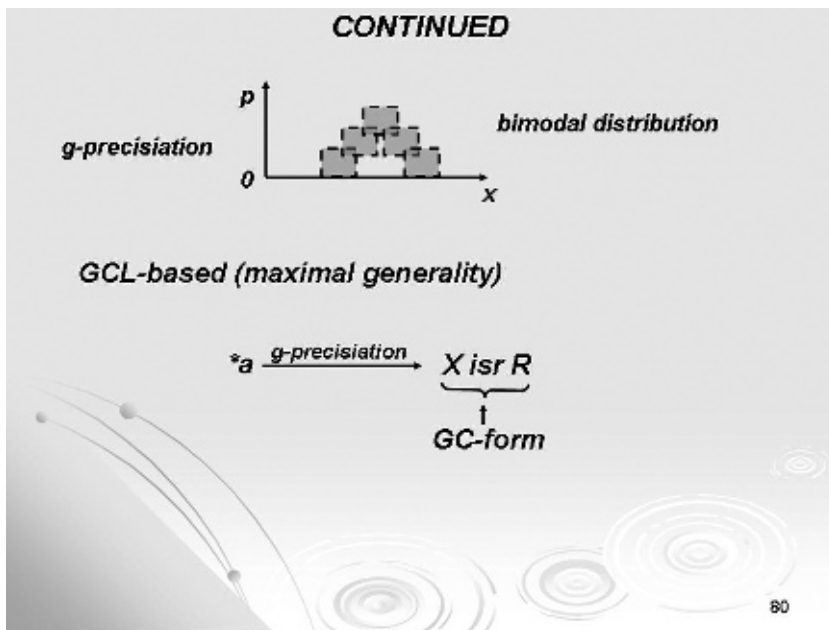 CONTINUED
p
g-precisiation
bimodal distribution
0
x
GCL-based (maximal generality)
*a g-precisiation X isr R
GC-form
80